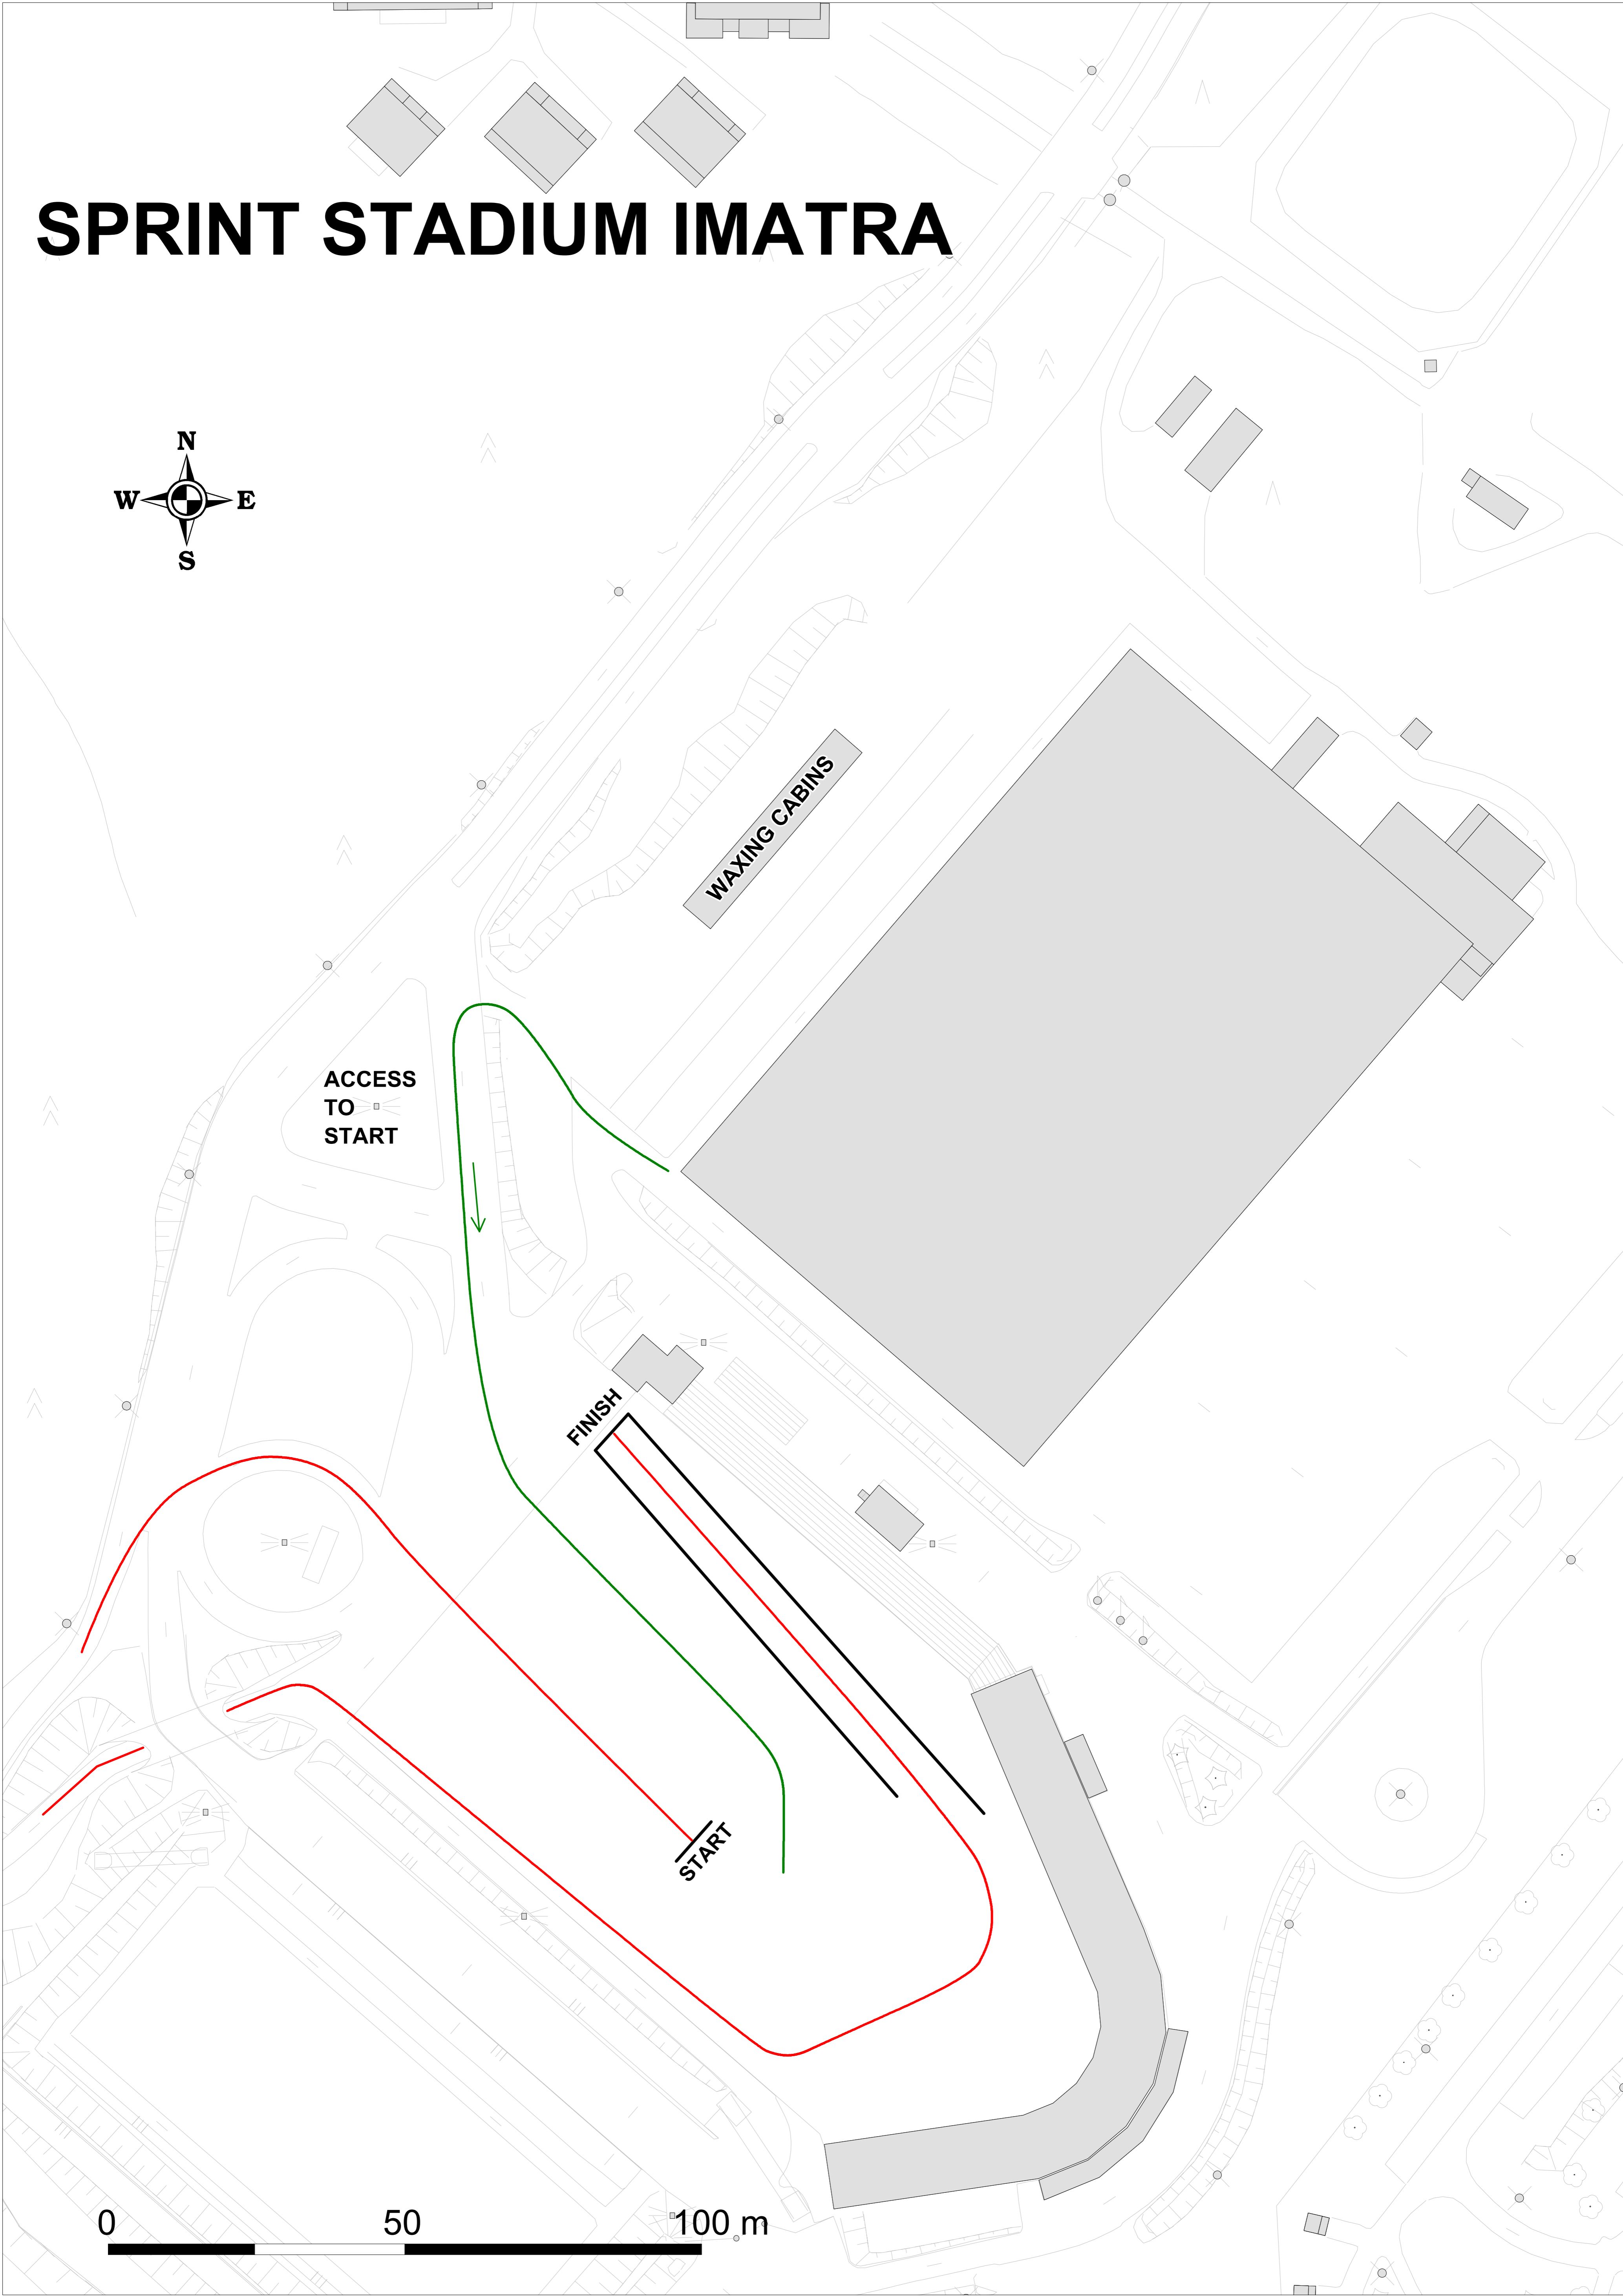 SPRINT STADIUM IMATRA
N
W E
S
WAXING CABINS
ACCESS
TO
START
FINISH
START
0 50 100 m